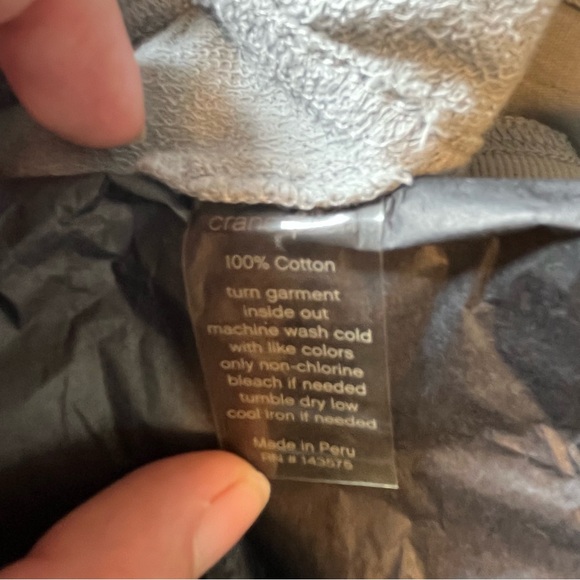 100% Cotton
turn garment
inside out
machine wash cold
with like colors
only non-chlorine
bleach if needed
tumble dry low
cool iron if needed
Made in Peru
RN # 143575